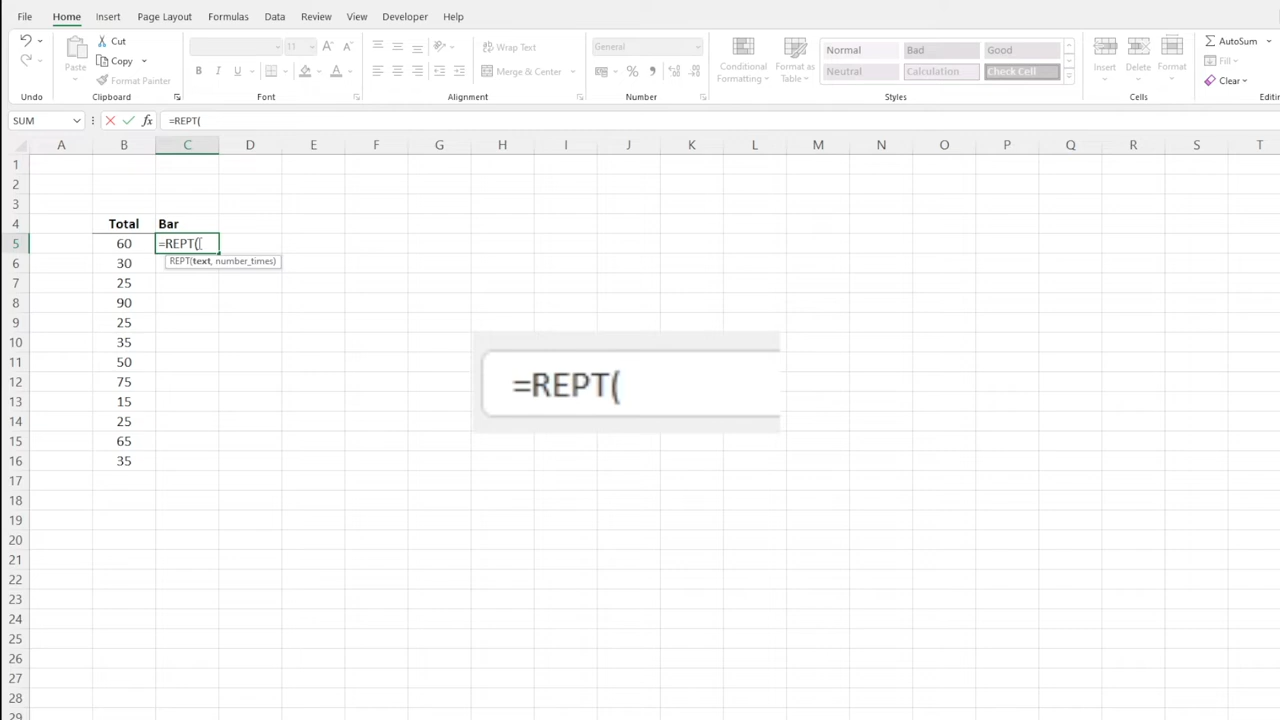 File Home Insert Page Layout Formulas Data Review View Developer Help
Paste Cut Copy Format Painter
11 A A B I U A
Wrap Text Merge & Center
General % ,
Conditional Formatting Format as Table
Normal Bad Good
Neutral Calculation Check Cell
Insert Delete Format
AutoSum Fill Clear
Undo Clipboard Font Alignment Number Styles Cells Editin
SUM fx =REPT(
A B C D E F G H I J K L M N O P Q R S T
1
2
3
4 Total Bar
5 60 =REPT(
REPT(text, number_times)
6 30
7 25
8 90
9 25
10 35
11 50
12 75
=REPT(
13 15
14 25
15 65
16 35
17
18
19
20
21
22
23
24
25
26
27
28
29